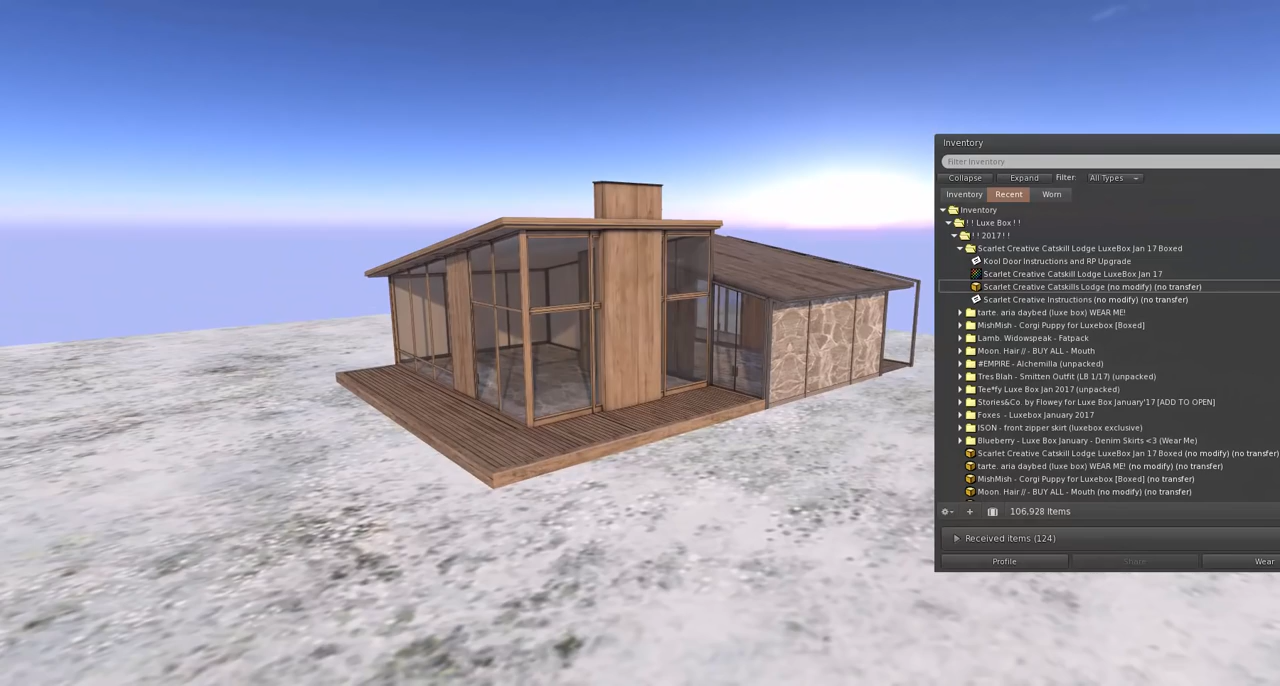 Inventory
Filter Inventory
Collapse Expand Filter: All Types
Inventory Recent Worn
Inventory
! ! Luxe Box ! !
! ! 2017 ! !
Scarlet Creative Catskill Lodge LuxeBox Jan 17 Boxed
Kool Door Instructions and RP Upgrade
Scarlet Creative Catskill Lodge LuxeBox Jan 17
Scarlet Creative Catskills Lodge (no modify) (no transfer)
Scarlet Creative Instructions (no modify) (no transfer)
tarte. aria daybed (luxe box) WEAR ME!
MishMish - Corgi Puppy for Luxebox [Boxed]
Lamb. Widowspeak - Fatpack
Moon. Hair // - BUY ALL - Mouth
#EMPIRE - Alchemilla (unpacked)
Tres Blah - Smitten Outfit (LB 1/17) (unpacked)
Tee*fy Luxe Box Jan 2017 (unpacked)
Stories&Co. by Flowey for Luxe Box January'17 [ADD TO OPEN]
Foxes - Luxebox January 2017
ISON - front zipper skirt (luxebox exclusive)
Blueberry - Luxe Box January - Denim Skirts <3 (Wear Me)
Scarlet Creative Catskill Lodge LuxeBox Jan 17 Boxed (no modify) (no transfer)
tarte. aria daybed (luxe box) WEAR ME! (no modify) (no transfer)
MishMish - Corgi Puppy for Luxebox [Boxed] (no transfer)
Moon. Hair // - BUY ALL - Mouth (no modify) (no transfer)
106,928 Items
Received items (124)
Profile Share Wear